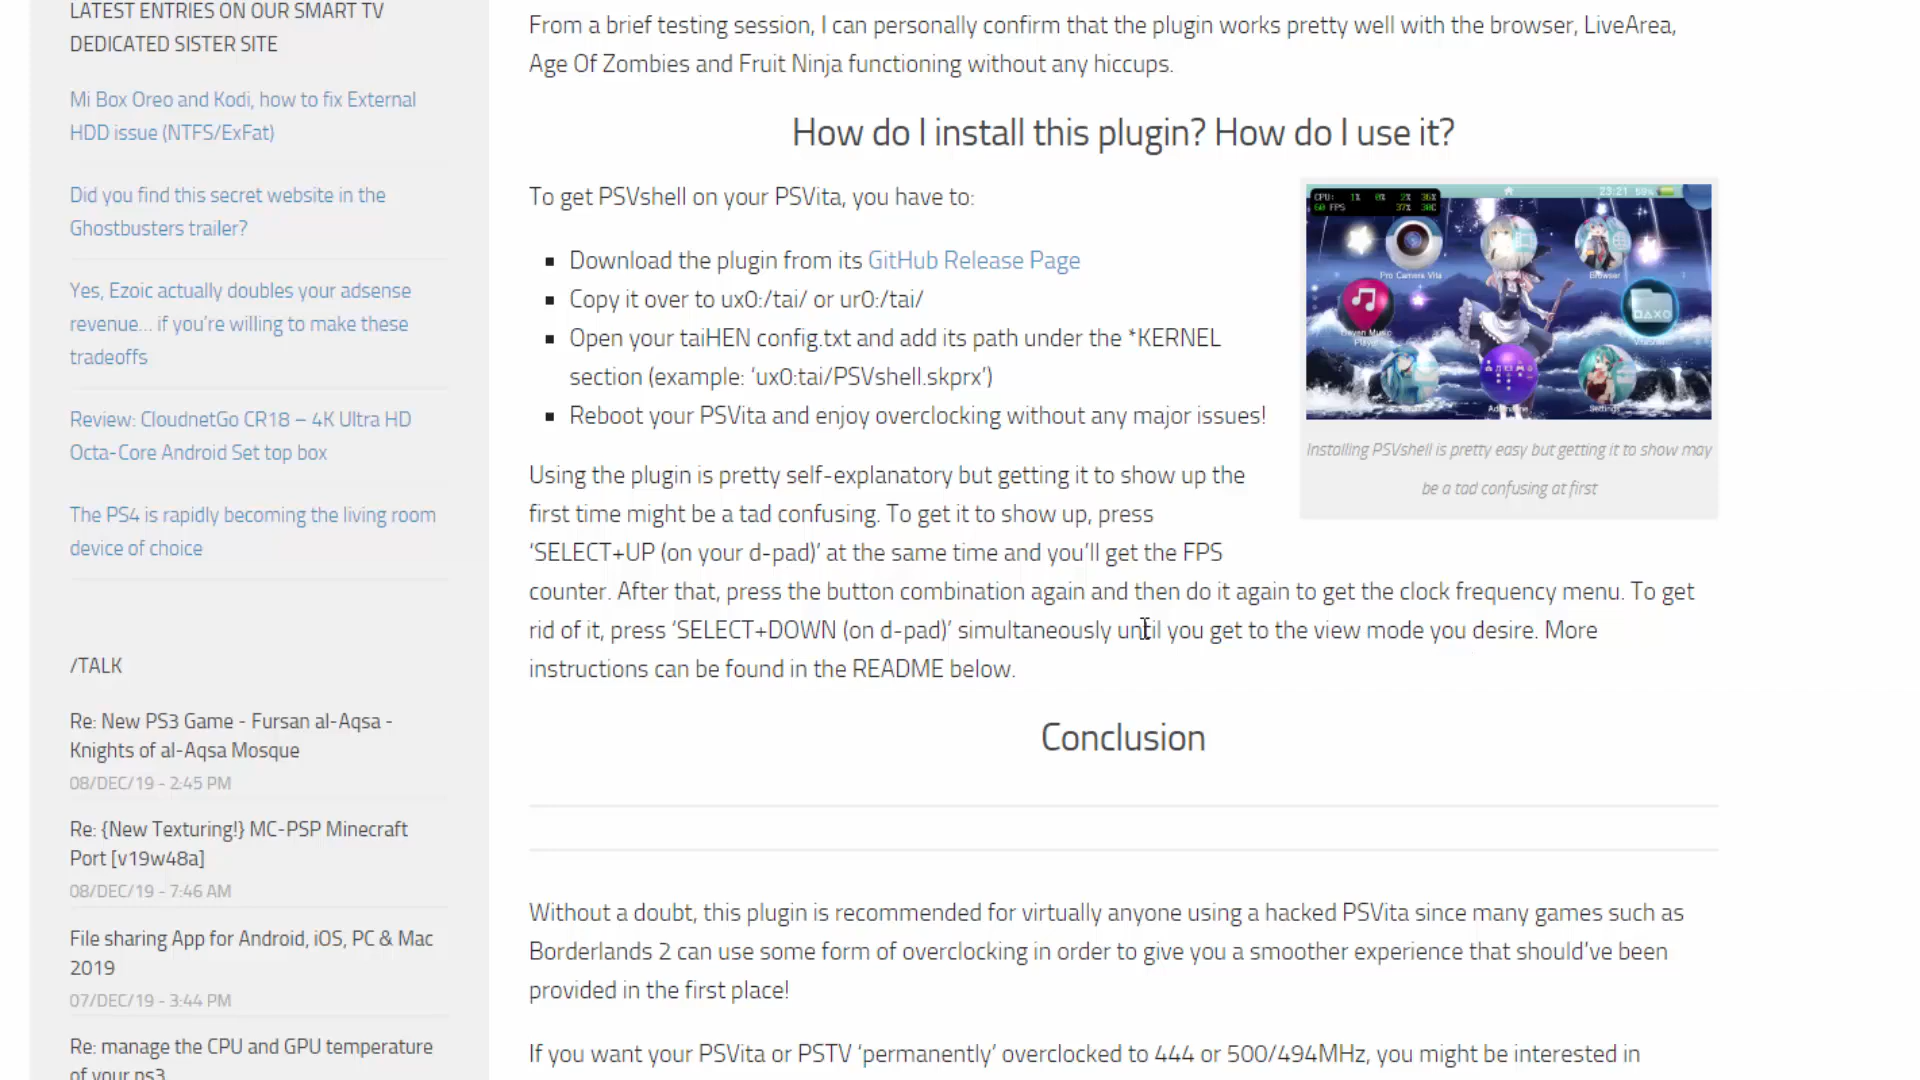 LATEST ENTRIES ON OUR SMART TV
DEDICATED SISTER SITE
Mi Box Oreo and Kodi, how to fix External
HDD issue (NTFS/ExFat)
Did you find this secret website in the
Ghostbusters trailer?
Yes, Ezoic actually doubles your adsense
revenue… if you’re willing to make these
tradeoffs
Review: CloudnetGo CR18 – 4K Ultra HD
Octa-Core Android Set top box
The PS4 is rapidly becoming the living room
device of choice
/TALK
Re: New PS3 Game - Fursan al-Aqsa -
Knights of al-Aqsa Mosque
08/DEC/19 - 2:45 PM
Re: {New Texturing!} MC-PSP Minecraft
Port [v19w48a]
08/DEC/19 - 7:46 AM
File sharing App for Android, iOS, PC & Mac
2019
07/DEC/19 - 3:44 PM
Re: manage the CPU and GPU temperature
of your ps3
From a brief testing session, I can personally confirm that the plugin works pretty well with the browser, LiveArea,
Age Of Zombies and Fruit Ninja functioning without any hiccups.
How do I install this plugin? How do I use it?
To get PSVshell on your PSVita, you have to:
Download the plugin from its GitHub Release Page
Copy it over to ux0:/tai/ or ur0:/tai/
Open your taiHEN config.txt and add its path under the *KERNEL
section (example: ‘ux0:tai/PSVshell.skprx’)
Reboot your PSVita and enjoy overclocking without any major issues!
CPU: 1% 0% 2% 36%
60 FPS 37% 38C
23:21 59%
Pro Camera Vita
Browser
Music
Player
Settings
Installing PSVshell is pretty easy but getting it to show may
be a tad confusing at first
Using the plugin is pretty self-explanatory but getting it to show up the
first time might be a tad confusing. To get it to show up, press
‘SELECT+UP (on your d-pad)’ at the same time and you’ll get the FPS
counter. After that, press the button combination again and then do it again to get the clock frequency menu. To get
rid of it, press ‘SELECT+DOWN (on d-pad)’ simultaneously until you get to the view mode you desire. More
instructions can be found in the README below.
Conclusion
Without a doubt, this plugin is recommended for virtually anyone using a hacked PSVita since many games such as
Borderlands 2 can use some form of overclocking in order to give you a smoother experience that should’ve been
provided in the first place!
If you want your PSVita or PSTV ‘permanently’ overclocked to 444 or 500/494MHz, you might be interested in